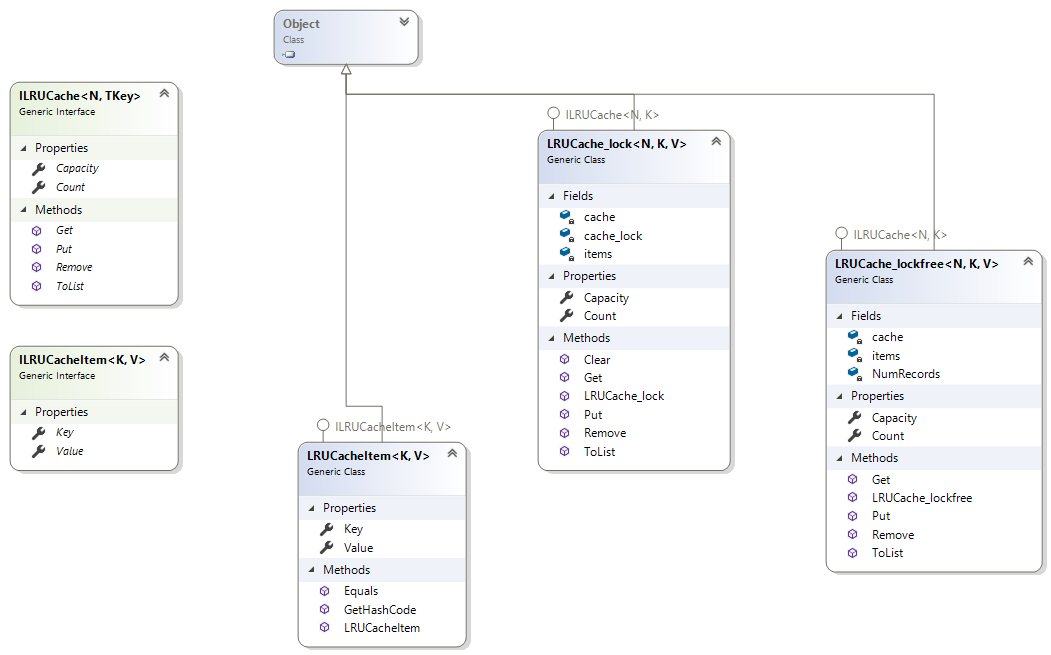 Object
Class
ILRUCache<N, TKey>
Generic Interface
Properties
Capacity
Count
Methods
Get
Put
Remove
ToList
ILRUCacheItem<K, V>
Generic Interface
Properties
Key
Value
ILRUCacheItem<K, V>
LRUCacheItem<K, V>
Generic Class
Properties
Key
Value
Methods
Equals
GetHashCode
LRUCacheItem
ILRUCache<N, K>
LRUCache_lock<N, K, V>
Generic Class
Fields
cache
cache_lock
items
Properties
Capacity
Count
Methods
Clear
Get
LRUCache_lock
Put
Remove
ToList
ILRUCache<N, K>
LRUCache_lockfree<N, K, V>
Generic Class
Fields
cache
items
NumRecords
Properties
Capacity
Count
Methods
Get
LRUCache_lockfree
Put
Remove
ToList